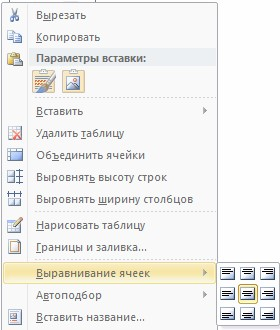 Вырезать
Копировать
Параметры вставки:
Вставить
Удалить таблицу
Объединить ячейки
Выровнять высоту строк
Выровнять ширину столбцов
Нарисовать таблицу
Границы и заливка...
Выравнивание ячеек
Автоподбор
Вставить название...